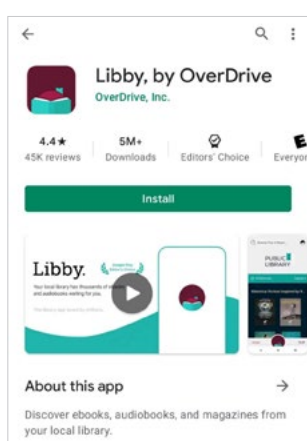 Libby, by OverDrive
OverDrive, Inc.
4.4★
45K reviews
5M+
Downloads
Editors' Choice
E
Everyon
Install
Libby.
Your local library has thousands of ebooks
and audiobooks waiting for you.
PUBLIC
LIBRARY
About this app
Discover ebooks, audiobooks, and magazines from
your local library.